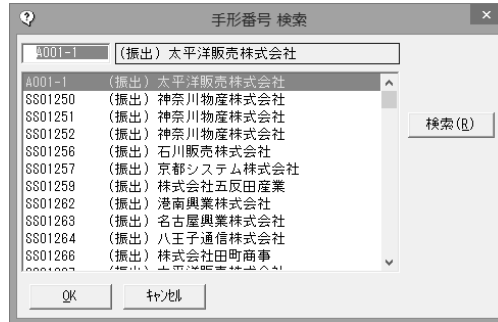 手形番号 検索
A001-1 (振出) 太平洋販売株式会社
A001-1 (振出) 太平洋販売株式会社
SS01250 (振出) 神奈川物産株式会社
SS01251 (振出) 神奈川物産株式会社
SS01252 (振出) 神奈川物産株式会社
SS01256 (振出) 石川販売株式会社
SS01257 (振出) 京都システム株式会社
SS01259 (振出) 株式会社五反田産業
SS01262 (振出) 港南興業株式会社
SS01263 (振出) 名古屋興業株式会社
SS01264 (振出) 八王子通信株式会社
SS01266 (振出) 株式会社田町商事
検索(R)
OK ｷｬﾝｾﾙ